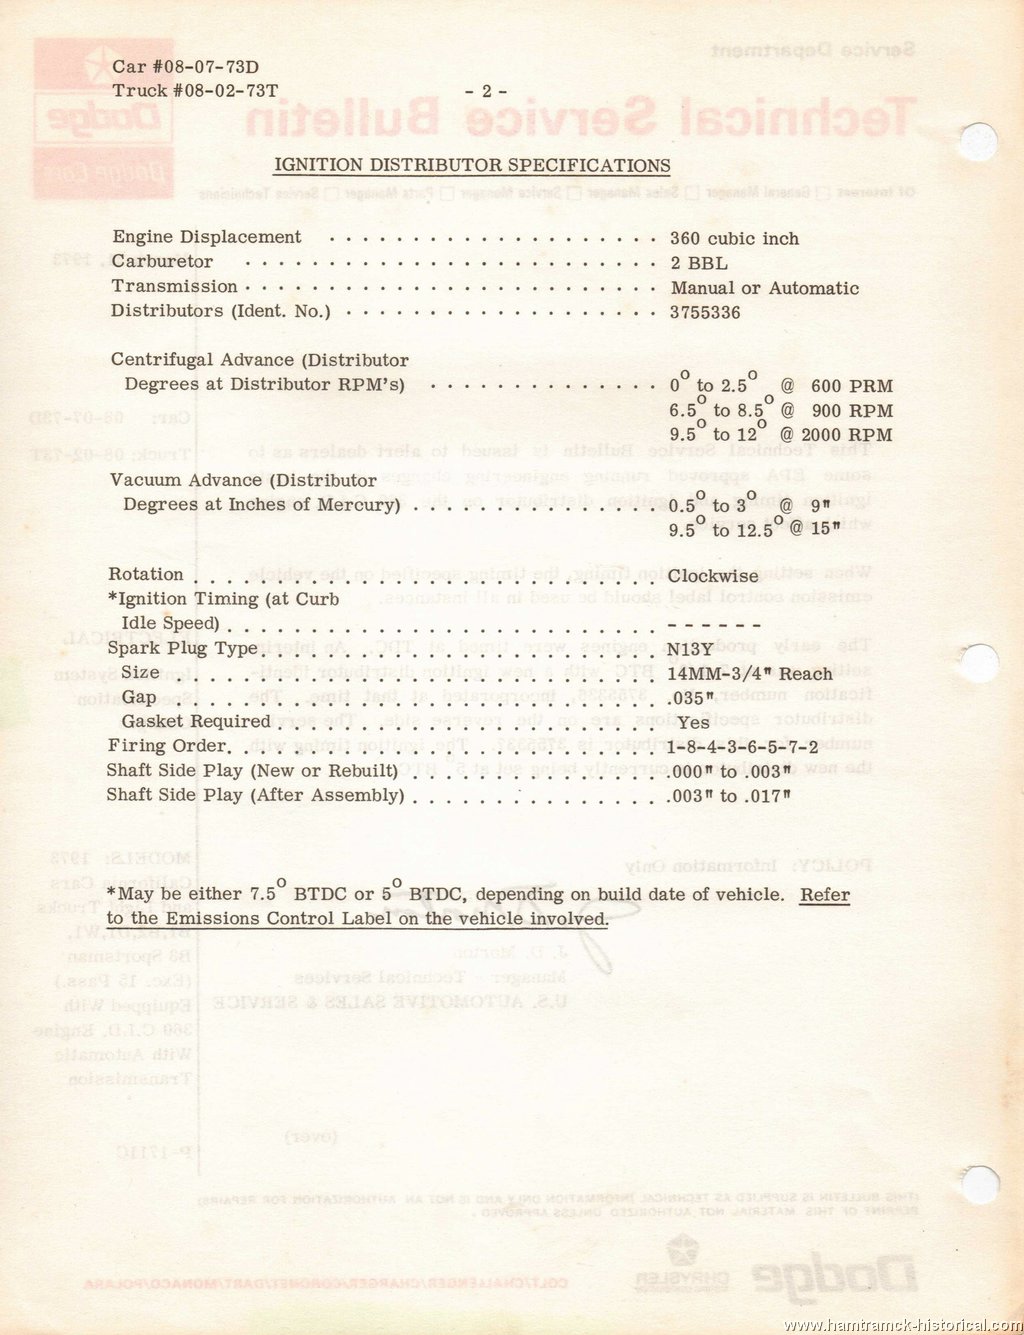 Car #08-07-73D
Truck #08-02-73T
- 2 -
IGNITION DISTRIBUTOR SPECIFICATIONS
Engine Displacement . . . . . . . . . . . . . . . . . . . . 360 cubic inch
Carburetor . . . . . . . . . . . . . . . . . . . . . . . . . 2 BBL
Transmission . . . . . . . . . . . . . . . . . . . . . . . . . Manual or Automatic
Distributors (Ident. No.) . . . . . . . . . . . . . . . . . . . 3755336
Centrifugal Advance (Distributor
Degrees at Distributor RPM's) . . . . . . . . . . . . . . 0° to 2.5° @ 600 PRM
6.5° to 8.5° @ 900 RPM
9.5° to 12° @ 2000 RPM
Vacuum Advance (Distributor
Degrees at Inches of Mercury) . . . . . . . . . . . . . . . 0.5° to 3° @ 9"
9.5° to 12.5° @ 15"
Rotation . . . . . . . . . . . . . . . . . . . . . . . . . . . . Clockwise
*Ignition Timing (at Curb
Idle Speed) . . . . . . . . . . . . . . . . . . . . . . . . . . ------
Spark Plug Type . . . . . . . . . . . . . . . . . . . . . . . . N13Y
Size . . . . . . . . . . . . . . . . . . . . . . . . . . . . . 14MM-3/4" Reach
Gap . . . . . . . . . . . . . . . . . . . . . . . . . . . . . .035"
Gasket Required . . . . . . . . . . . . . . . . . . . . . . . Yes
Firing Order. . . . . . . . . . . . . . . . . . . . . . . . . . 1-8-4-3-6-5-7-2
Shaft Side Play (New or Rebuilt) . . . . . . . . . . . . . . . .000" to .003"
Shaft Side Play (After Assembly) . . . . . . . . . . . . . . . .003" to .017"
*May be either 7.5° BTDC or 5° BTDC, depending on build date of vehicle. Refer
to the Emissions Control Label on the vehicle involved.
www.hamtramck-historical.com